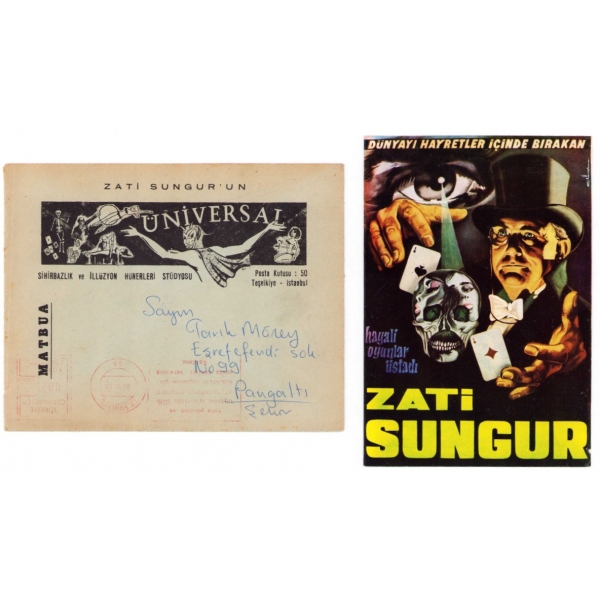 ZATİ SUNGUR'UN
ÜNİVERSAL
SİHİRBAZLIK ve İLLÜZYON HÜNERLERİ STÜDYOSU
Posta Kutusu : 50
Teşvikiye - İstanbul
MATBUA
Sayın
Tarık Mörey
Eşrefefendi sok.
No 99
Pangaltı
Şehir
DÜNYAYI HAYRETLER İÇİNDE BIRAKAN
hayali
oyunlar
üstadı
ZATİ
SUNGUR